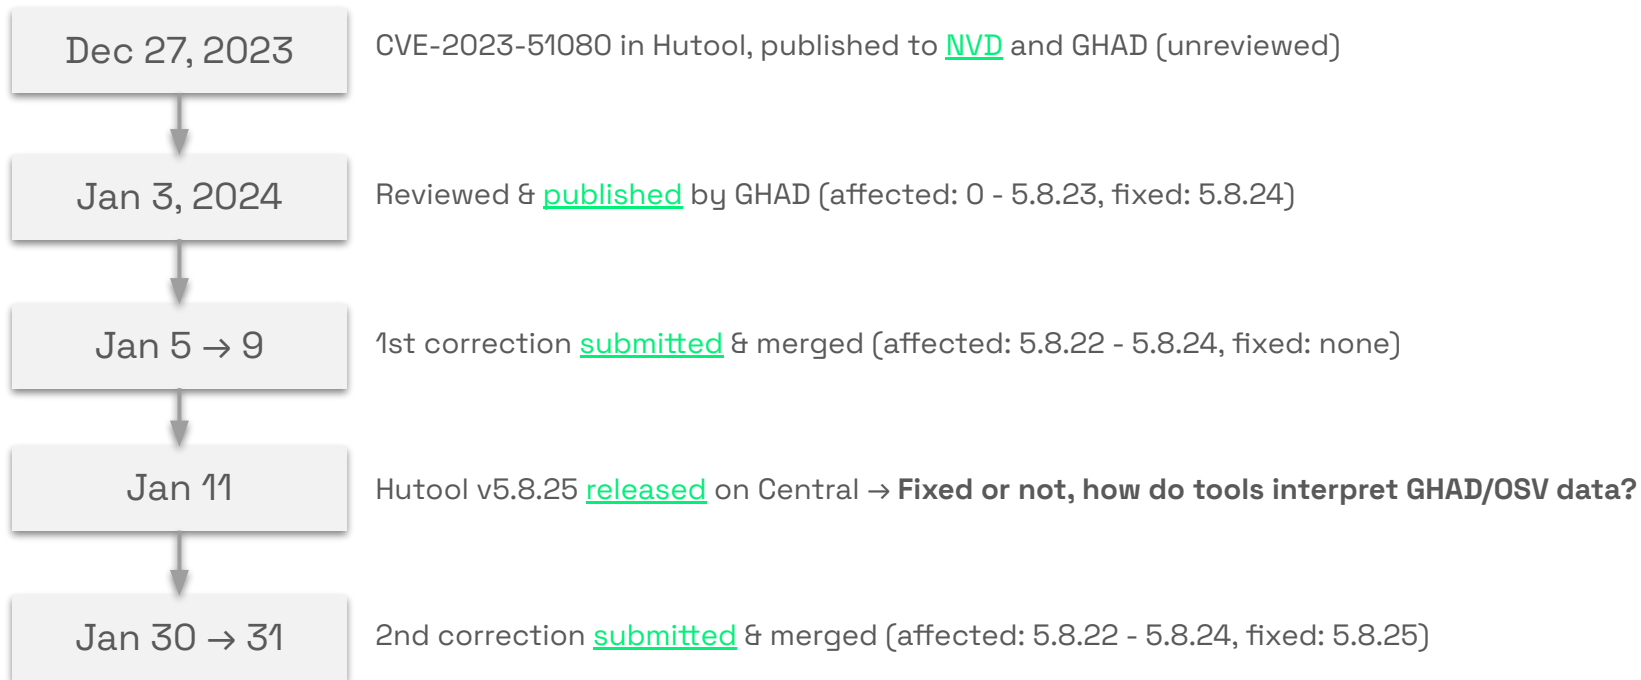 Dec 27, 2023
CVE-2023-51080 in Hutool, published to NVD and GHAD (unreviewed)
Jan 3, 2024
Reviewed & published by GHAD (affected: 0 - 5.8.23, fixed: 5.8.24)
Jan 5 → 9
1st correction submitted & merged (affected: 5.8.22 - 5.8.24, fixed: none)
Jan 11
Hutool v5.8.25 released on Central → Fixed or not, how do tools interpret GHAD/OSV data?
Jan 30 → 31
2nd correction submitted & merged (affected: 5.8.22 - 5.8.24, fixed: 5.8.25)